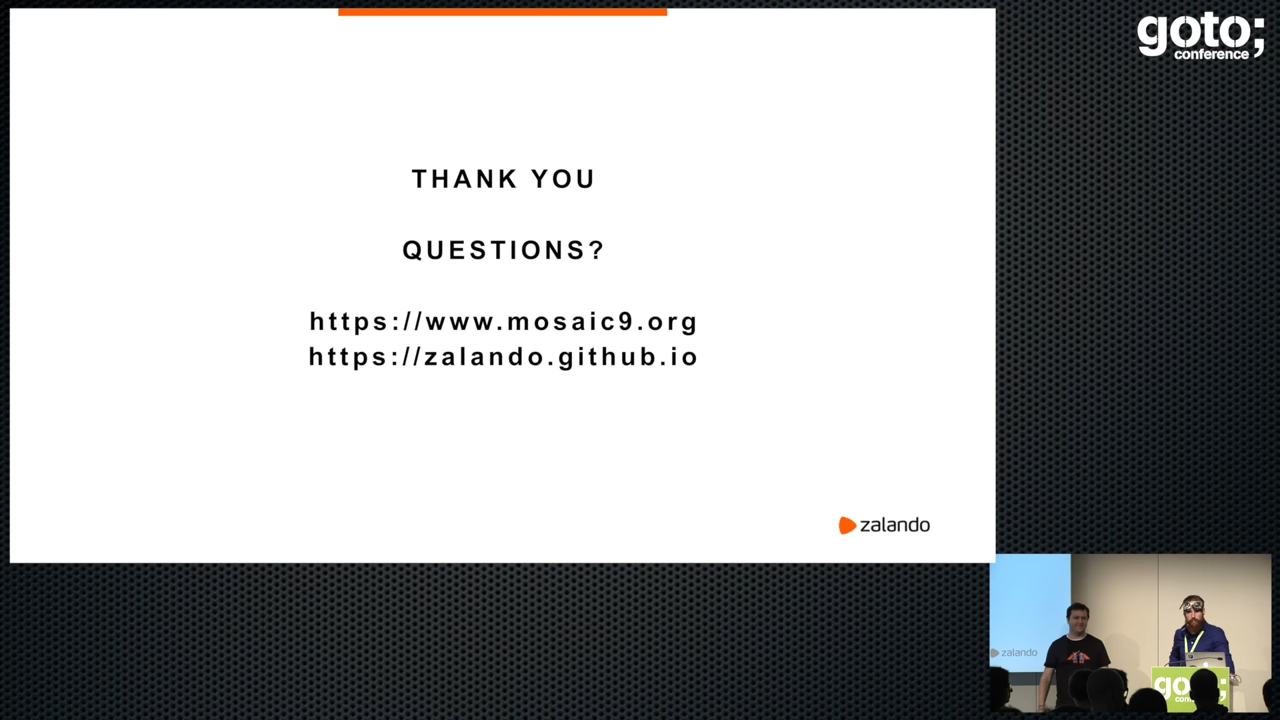 goto;
conference
THANK YOU
QUESTIONS?
https://www.mosaic9.org
https://zalando.github.io
zalando
zalando